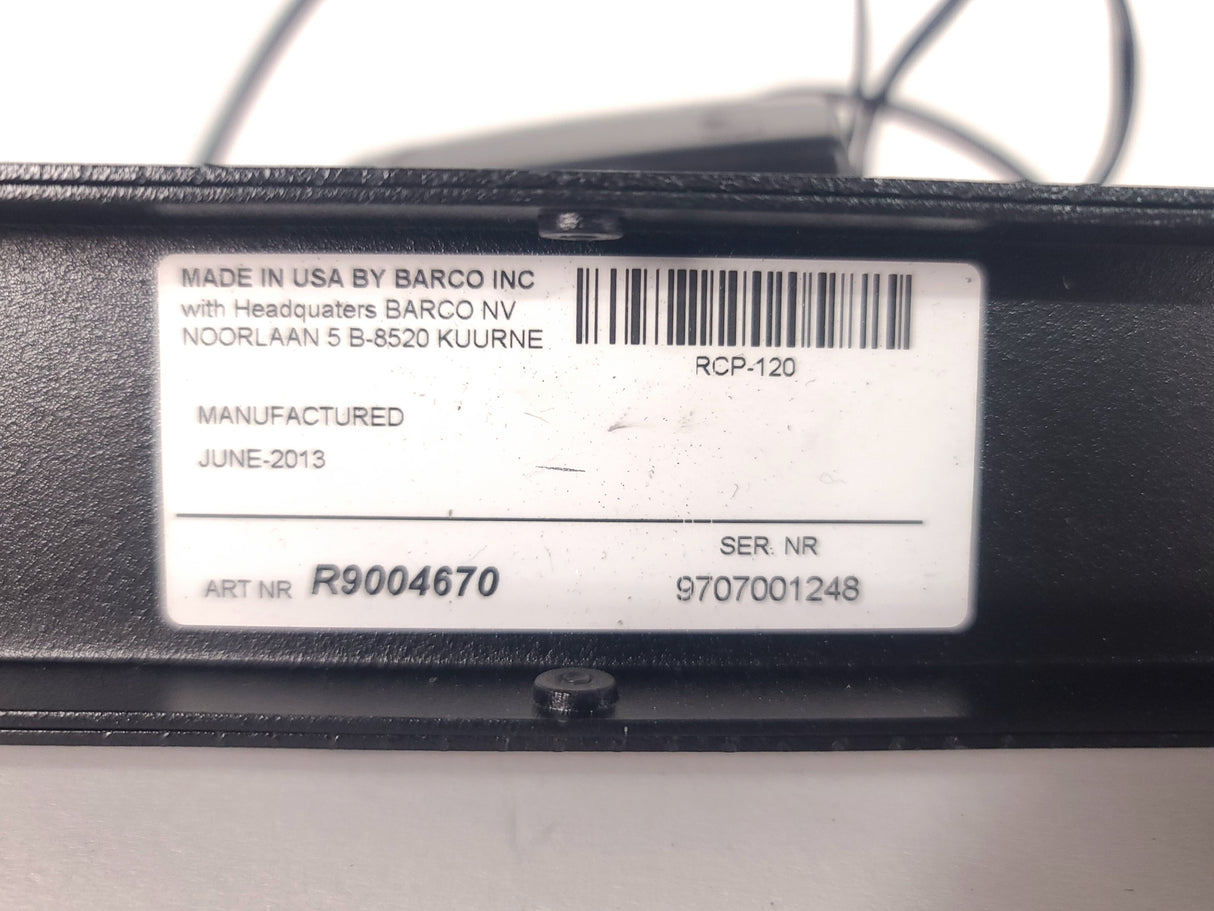 MADE IN USA BY BARCO INC
with Headquaters BARCO NV
NOORLAAN 5 B-8520 KUURNE
RCP-120
MANUFACTURED
JUNE-2013
SER. NR
ART NR R9004670
9707001248